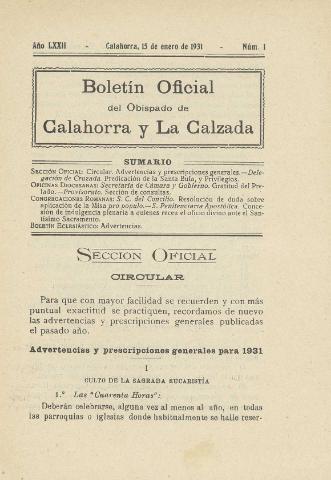 Año LXXII - Calahorra, 15 de enero de 1931 - Núm. 1
Boletín Oficial
del Obispado de
Calahorra y La Calzada
SUMARIO
SECCIÓN OFICIAL: Circular. Advertencias y prescripciones generales.—Dele-
gación de Cruzada. Predicación de la Santa Bula, y Privilegios.
OFICINAS DIOCESANAS: Secretaría de Cámara y Gobierno. Gratitud del Pre-
lado.—Provisorato. Sección de consultas.
CONGREGACIONES ROMANAS: S. C. del Concilio. Resolución de duda sobre
aplicación de la Misa pro populo.—S. Penitenciaría Apostólica. Conce-
sión de indulgencia plenaria a quienes recen el oficio divino ante el San-
tísimo Sacramento.
BOLETÍN ECLESIÁSTICO: Advertencias.
SECCION OFICIAL
CIRCULAR
Para que con mayor facilidad se recuerden y con más
puntual exactitud se practiquen, recordamos de nuevo
las advertencias y prescripciones generales publicadas
el pasado año.
Advertencias y prescripciones generales para 1931
I
CULTO DE LA SAGRADA EUCARISTÍA
1.º Las "Cuarenta Horas":
Deberán celebrarse, alguna vez al menos al año, en todas
las parroquias o iglesias donde habitualmente se halle reser-